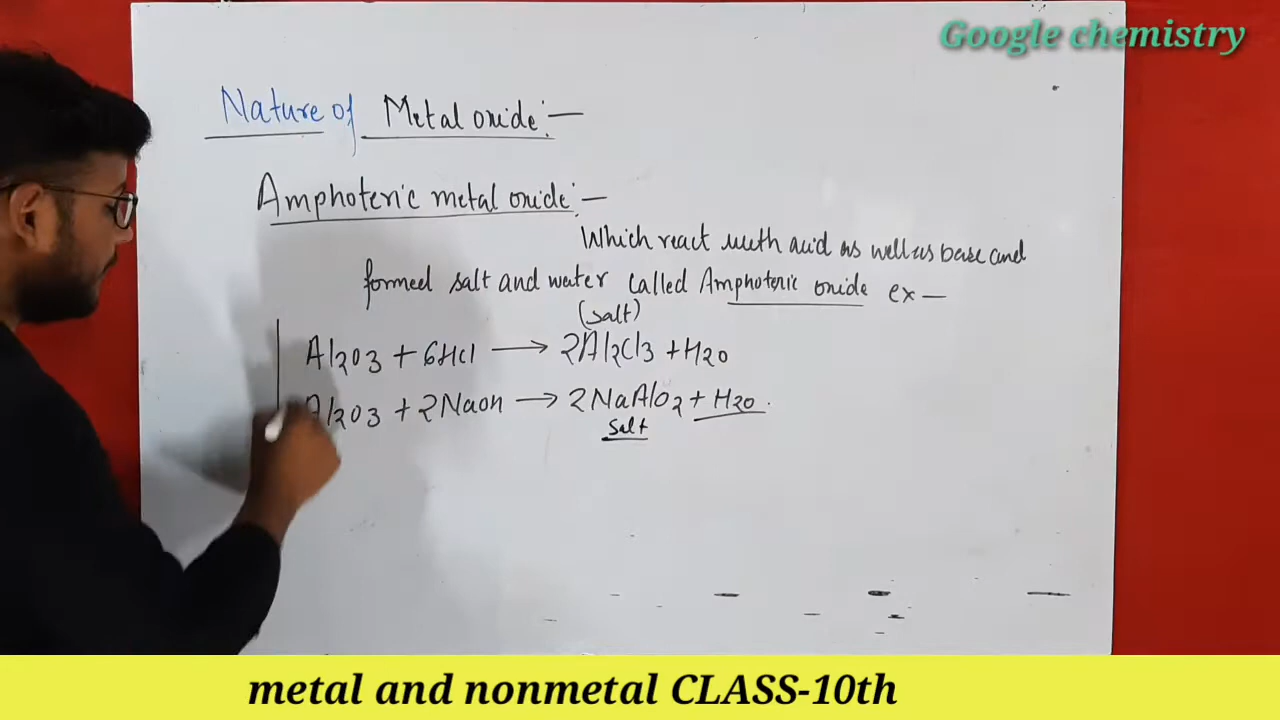 Google chemistry
Nature of Metal oxide:-
Amphoteric metal oxide:-
Which react with acid as well as base and
formed salt and water called Amphoteric oxide ex-
(salt)
Al2O3 + 6HCl → 2Al2Cl3 + H2O
Al2O3 + 2NaOH → 2NaAlO2 + H2O.
Salt
metal and nonmetal CLASS-10th